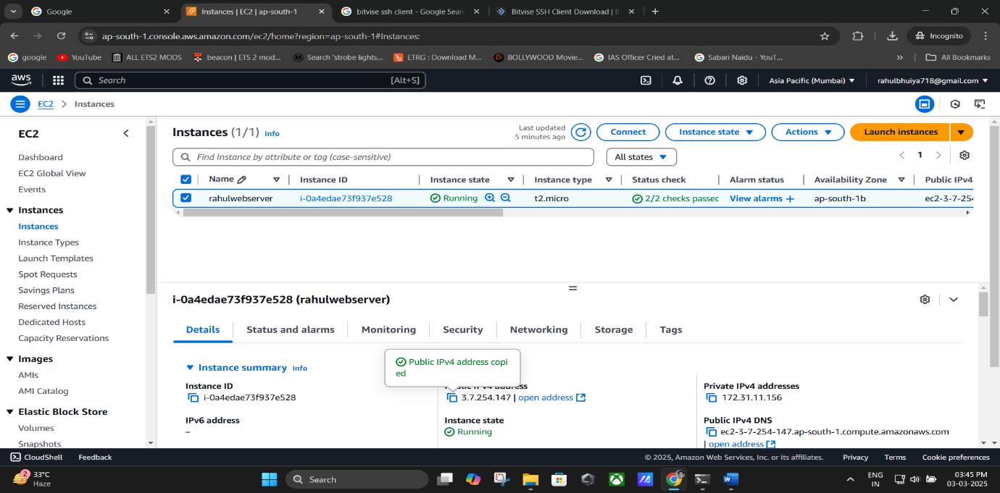 Google
Instances | EC2 | ap-south-1
bitvise ssh client - Google Sear
Bitvise SSH Client Download | B
ap-south-1.console.aws.amazon.com/ec2/home?region=ap-south-1#Instances:
Incognito
google
YouTube
ALL ETS2 MODS
beacon | ETS 2 mod...
Search 'strobe lights...
ETRG : Download M...
BOLLYWOOD Movie...
IAS Officer Cried at...
Sabari Naidu - YouT...
All Bookmarks
aws
Search
[Alt+S]
Asia Pacific (Mumbai)
rahulbhuiya718@gmail.com
EC2
Instances
EC2
Dashboard
EC2 Global View
Events
Instances
Instances
Instance Types
Launch Templates
Spot Requests
Savings Plans
Reserved Instances
Dedicated Hosts
Capacity Reservations
Images
AMIs
AMI Catalog
Elastic Block Store
Volumes
Snapshots
Instances (1/1) Info
Last updated
5 minutes ago
Connect
Instance state
Actions
Launch instances
Find Instance by attribute or tag (case-sensitive)
All states
1
Name
Instance ID
Instance state
Instance type
Status check
Alarm status
Availability Zone
Public IPv4
rahulwebserver
i-0a4edae73f937e528
Running
t2.micro
2/2 checks passec
View alarms +
ap-south-1b
ec2-3-7-254
i-0a4edae73f937e528 (rahulwebserver)
Details
Status and alarms
Monitoring
Security
Networking
Storage
Tags
Instance summary Info
Public IPv4 address copi
ed
Instance ID
i-0a4edae73f937e528
Public IPv4 address
3.7.254.147 | open address
Private IPv4 addresses
172.31.11.156
IPv6 address
–
Instance state
Running
Public IPv4 DNS
ec2-3-7-254-147.ap-south-1.compute.amazonaws.com
| open address
CloudShell
Feedback
© 2025, Amazon Web Services, Inc. or its affiliates.
Privacy
Terms
Cookie preferences
2
33°C
Haze
Search
ENG
IN
03:45 PM
03-03-2025